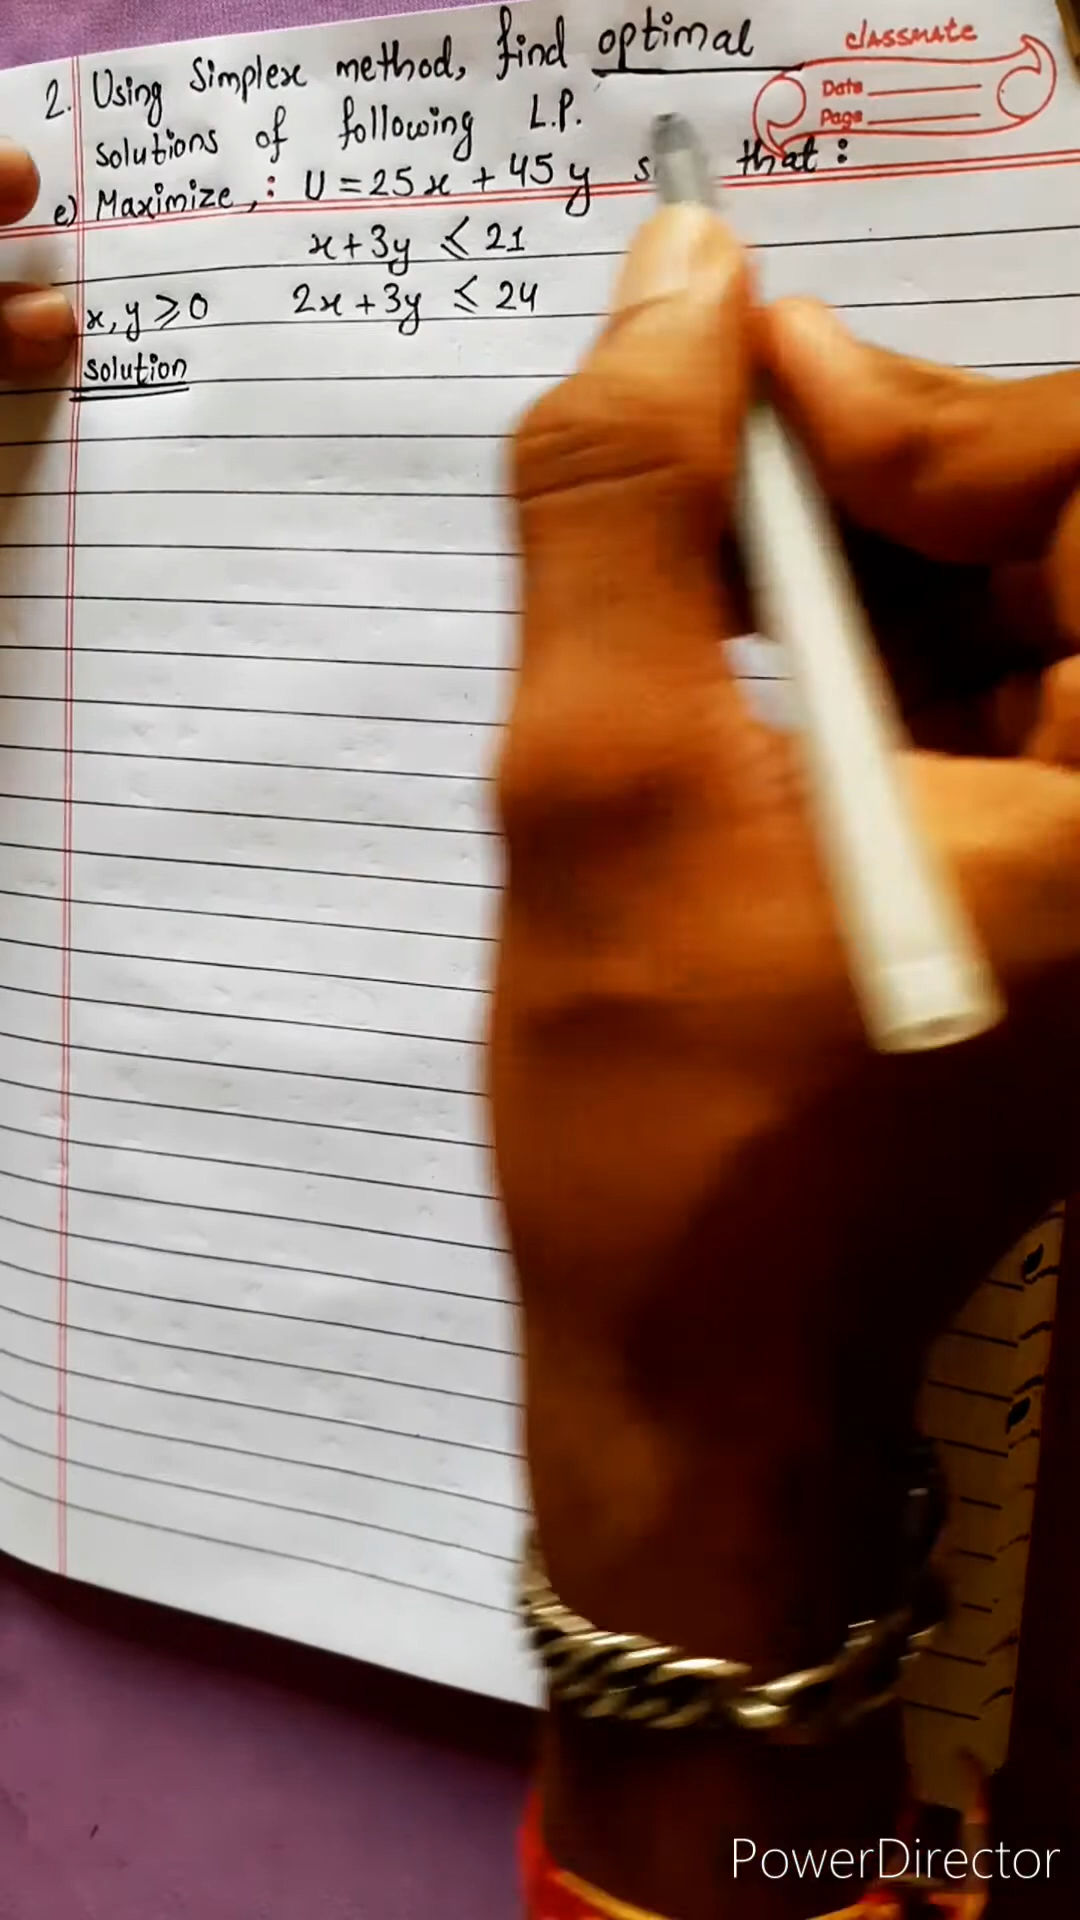 2. Using Simplex method, find optimal
solutions of following L.P.
classmate
Date
Page
e) Maximize,: U = 25x + 45y that:
x + 3y ≤ 21
x, y ≥ 0 2x + 3y ≤ 24
solution
PowerDirector